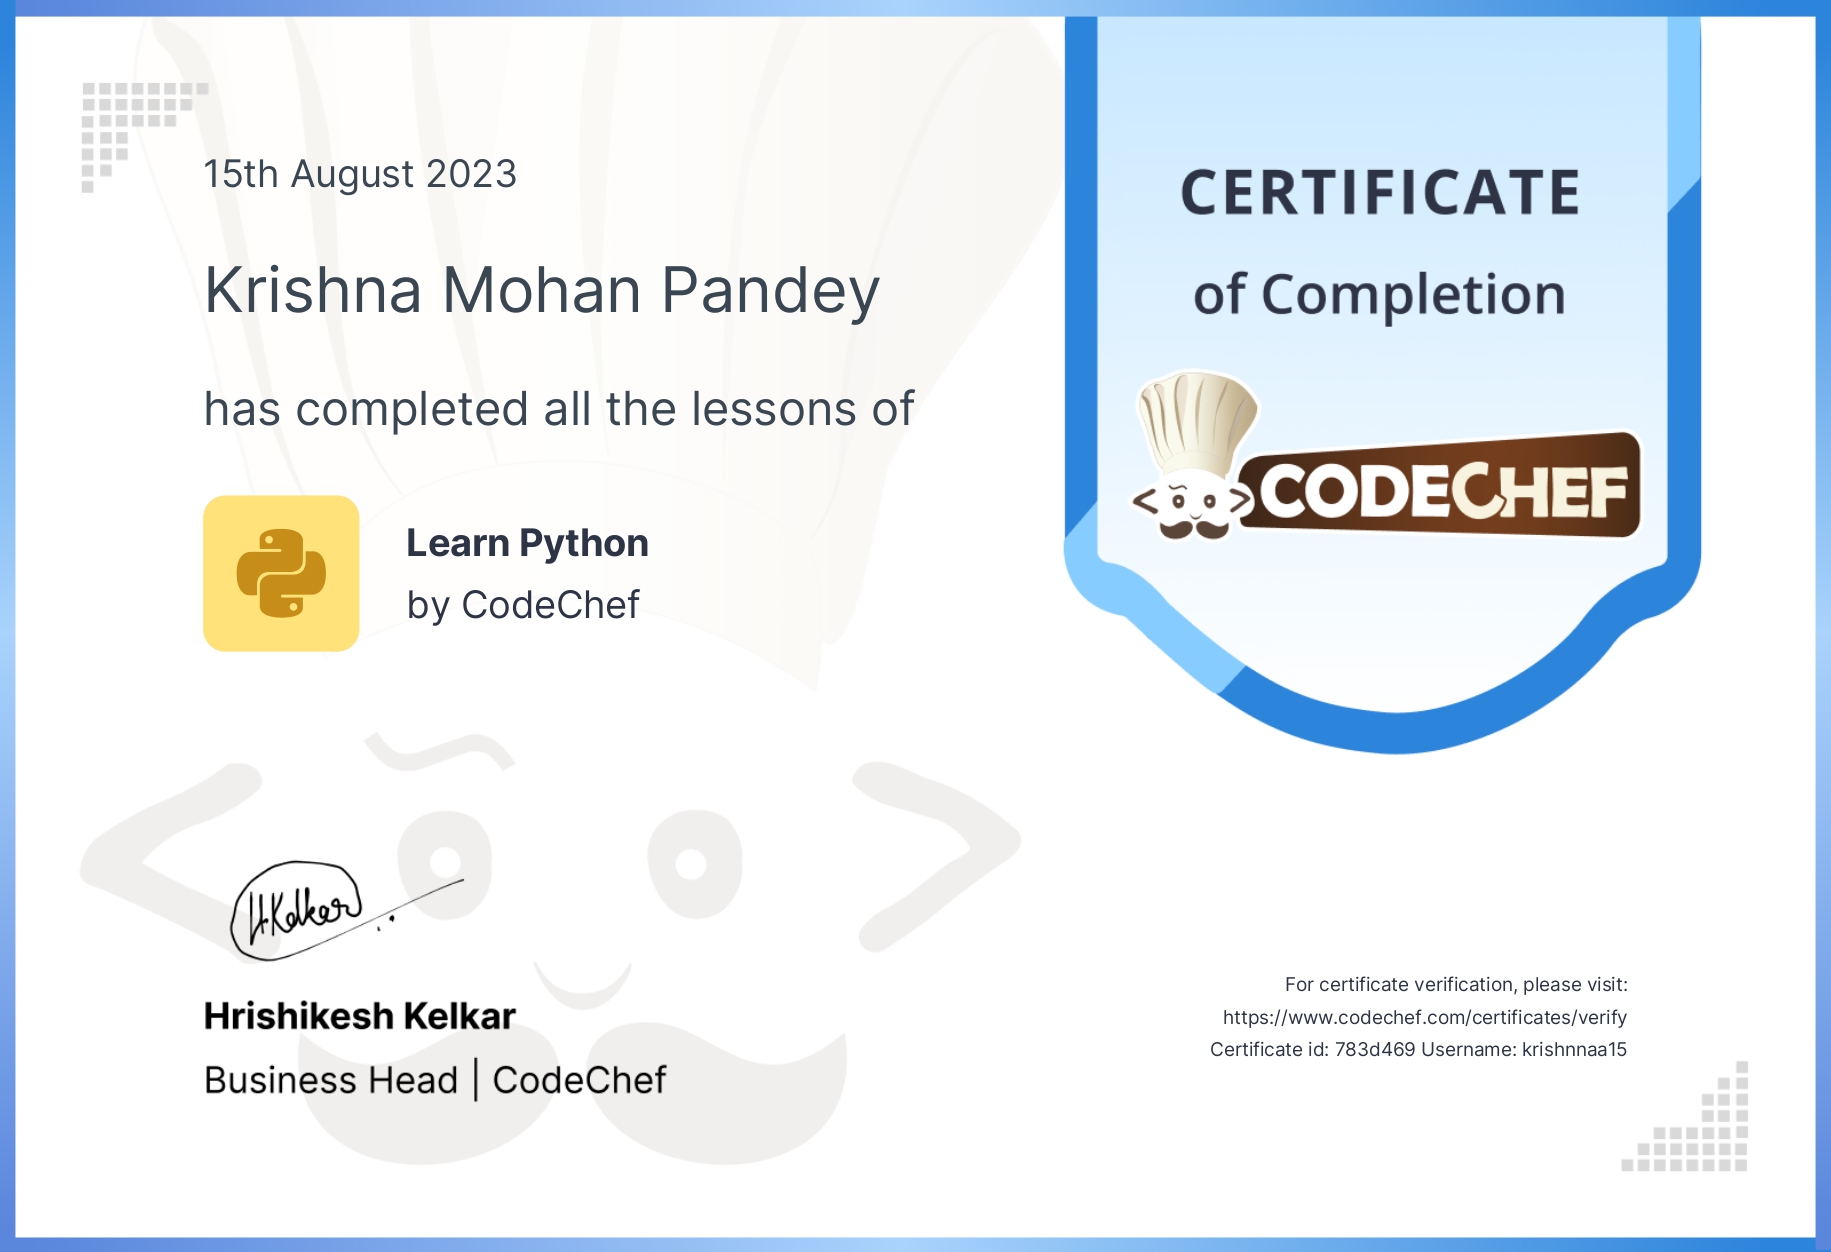 15th August 2023
Krishna Mohan Pandey
has completed all the lessons of
Learn Python
by CodeChef
CERTIFICATE
of Completion
CODECHEF
H.Kelkar
Hrishikesh Kelkar
Business Head | CodeChef
For certificate verification, please visit:
https://www.codechef.com/certificates/verify
Certificate id: 783d469 Username: krishnnaa15